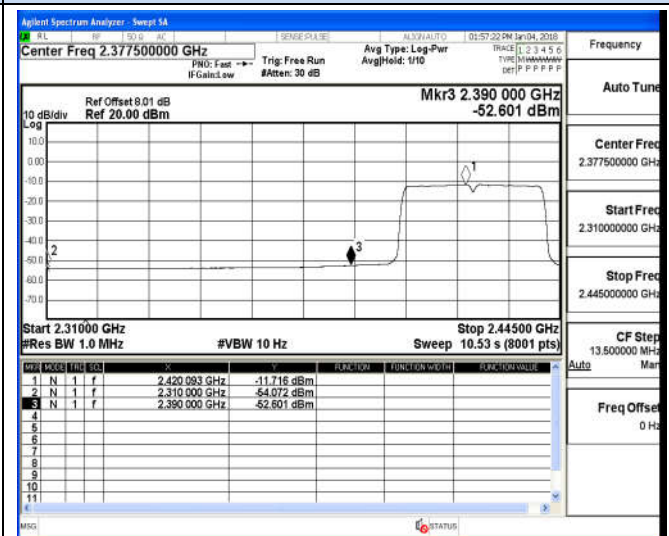 Agilent Spectrum Analyzer - Swept SA
RL RF 50 Ω AC SENSE:PULSE ALIGNAUTO 01:57:22 PM Jan 04, 2018
Center Freq 2.377500000 GHz
PNO: Fast
IFGain:Low
Trig: Free Run
#Atten: 30 dB
Avg Type: Log-Pwr
Avg|Hold: 1/10
TRACE 1 2 3 4 5 6
TYPE M
DET P P P P P P
Ref Offset 8.01 dB
Ref 20.00 dBm
10 dB/div
Log
Mkr3 2.390 000 GHz
-52.601 dBm
10.0
0.00
-10.0
-20.0
-30.0
-40.0
-50.0
-60.0
-70.0
1
2
3
Start 2.31000 GHz
#Res BW 1.0 MHz
#VBW 10 Hz
Stop 2.44500 GHz
Sweep 10.53 s (8001 pts)
MKR MODE TRC SCL X Y FUNCTION FUNCTION WIDTH FUNCTION VALUE
1 N 1 f 2.420 093 GHz -11.716 dBm
2 N 1 f 2.310 000 GHz -54.072 dBm
3 N 1 f 2.390 000 GHz -52.601 dBm
4
5
6
7
8
9
10
11
MSG
STATUS
Frequency
Auto Tune
Center Freq
2.377500000 GHz
Start Freq
2.310000000 GHz
Stop Freq
2.445000000 GHz
CF Step
13.500000 MHz
Auto Man
Freq Offset
0 Hz